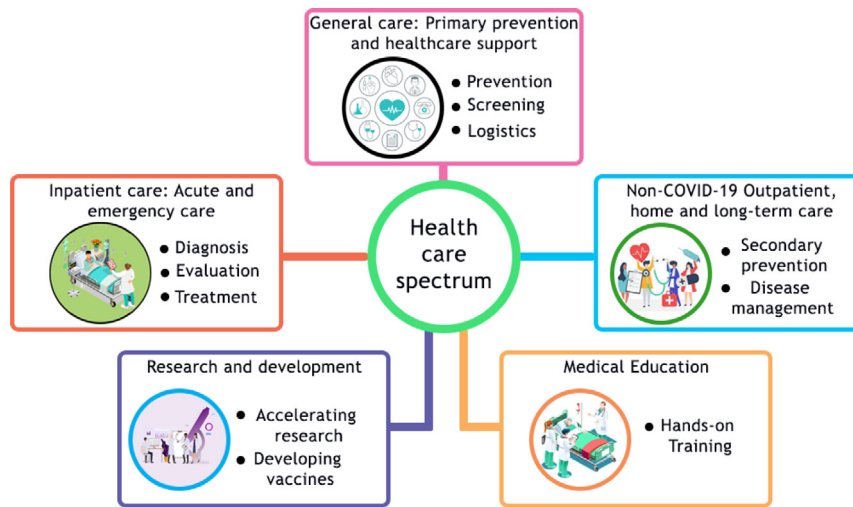 General care: Primary prevention
and healthcare support
• Prevention
• Screening
• Logistics
Inpatient care: Acute and
emergency care
• Diagnosis
• Evaluation
• Treatment
Health
care
spectrum
Non-COVID-19 Outpatient,
home and long-term care
• Secondary
prevention
• Disease
management
Research and development
• Accelerating
research
• Developing
vaccines
Medical Education
• Hands-on
Training